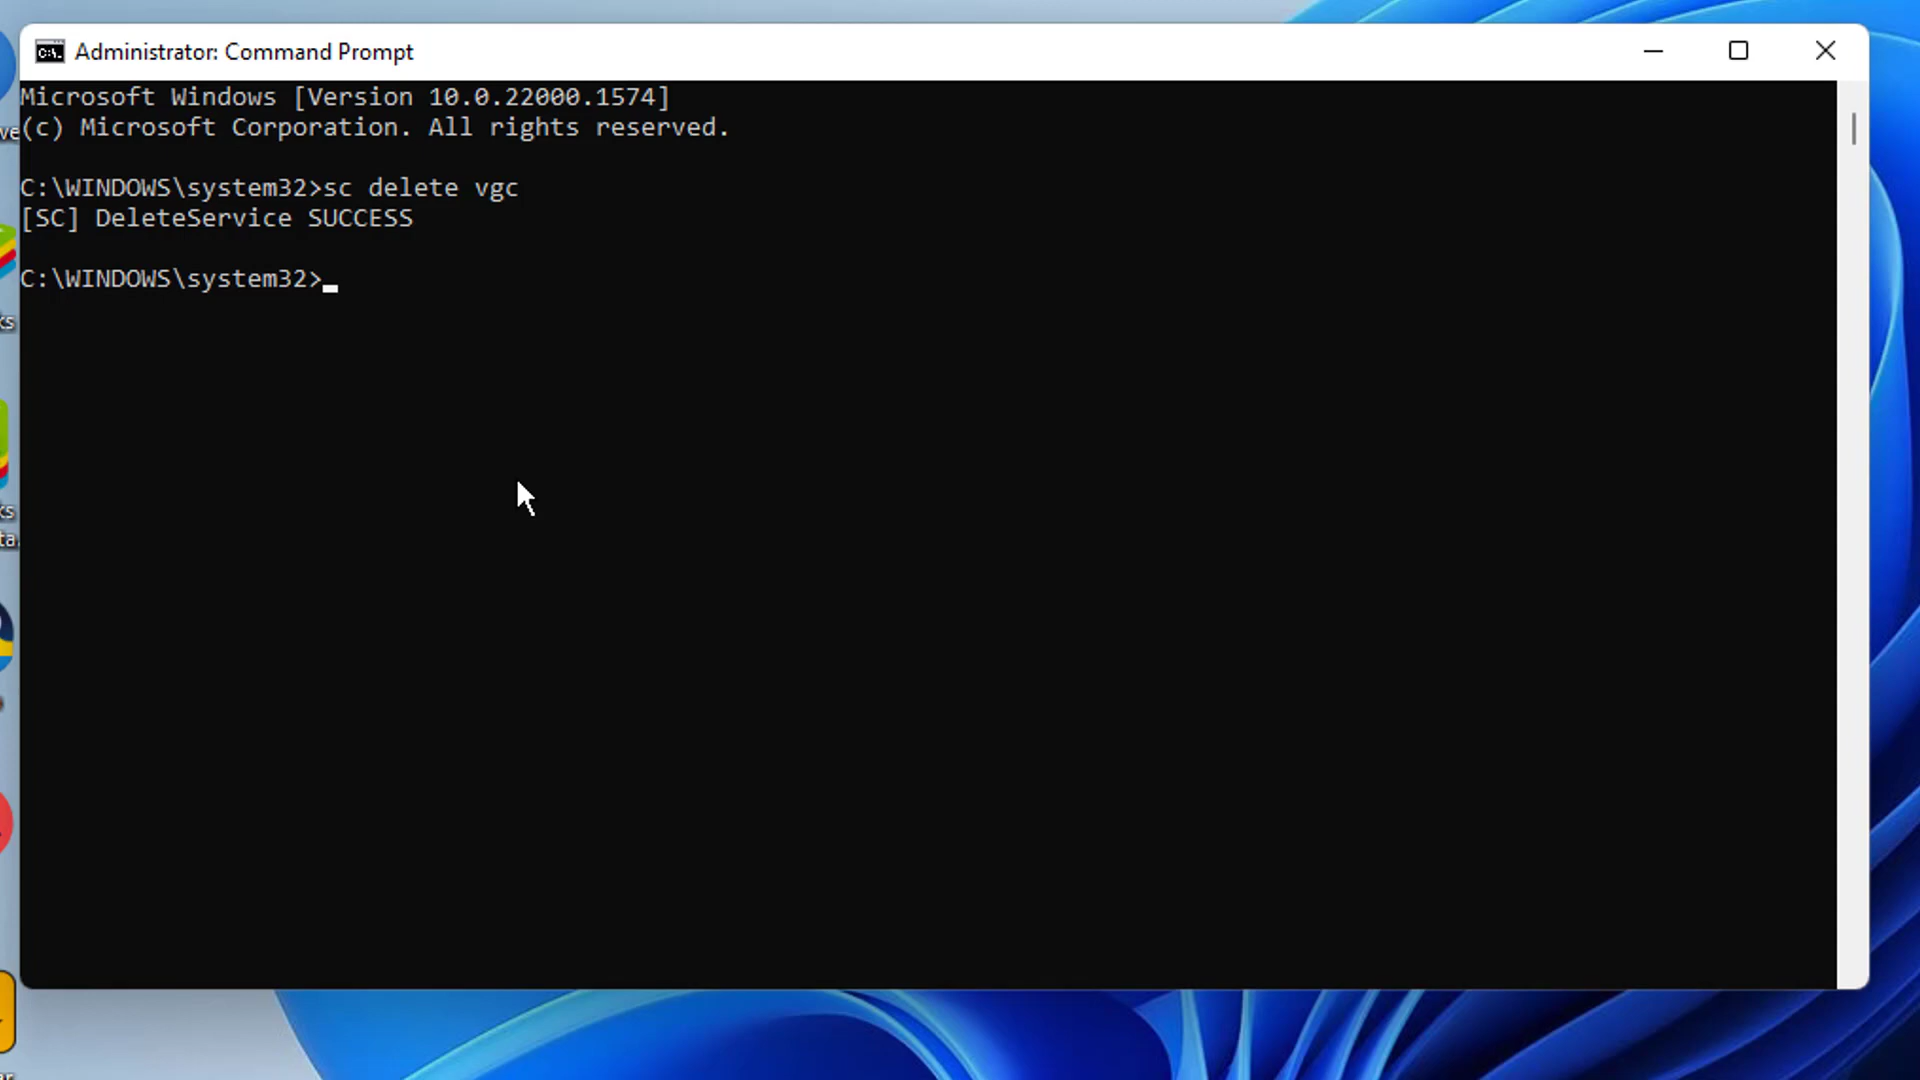 Administrator: Command Prompt
Microsoft Windows [Version 10.0.22000.1574]
(c) Microsoft Corporation. All rights reserved.
C:\WINDOWS\system32>sc delete vgc
[SC] DeleteService SUCCESS
C:\WINDOWS\system32>